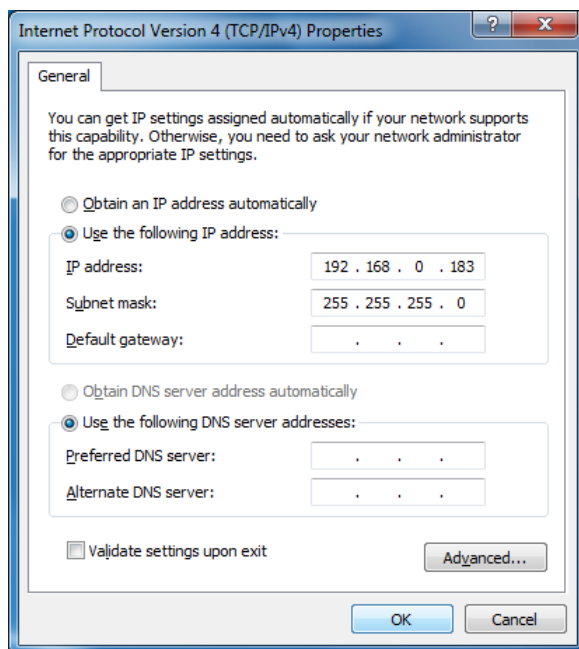 Internet Protocol Version 4 (TCP/IPv4) Properties
?
X
General
You can get IP settings assigned automatically if your network supports
this capability. Otherwise, you need to ask your network administrator
for the appropriate IP settings.
Obtain an IP address automatically
Use the following IP address:
IP address: 192 . 168 . 0 . 183
Subnet mask: 255 . 255 . 255 . 0
Default gateway: . . .
Obtain DNS server address automatically
Use the following DNS server addresses:
Preferred DNS server: . . .
Alternate DNS server: . . .
Validate settings upon exit
Advanced...
OK Cancel